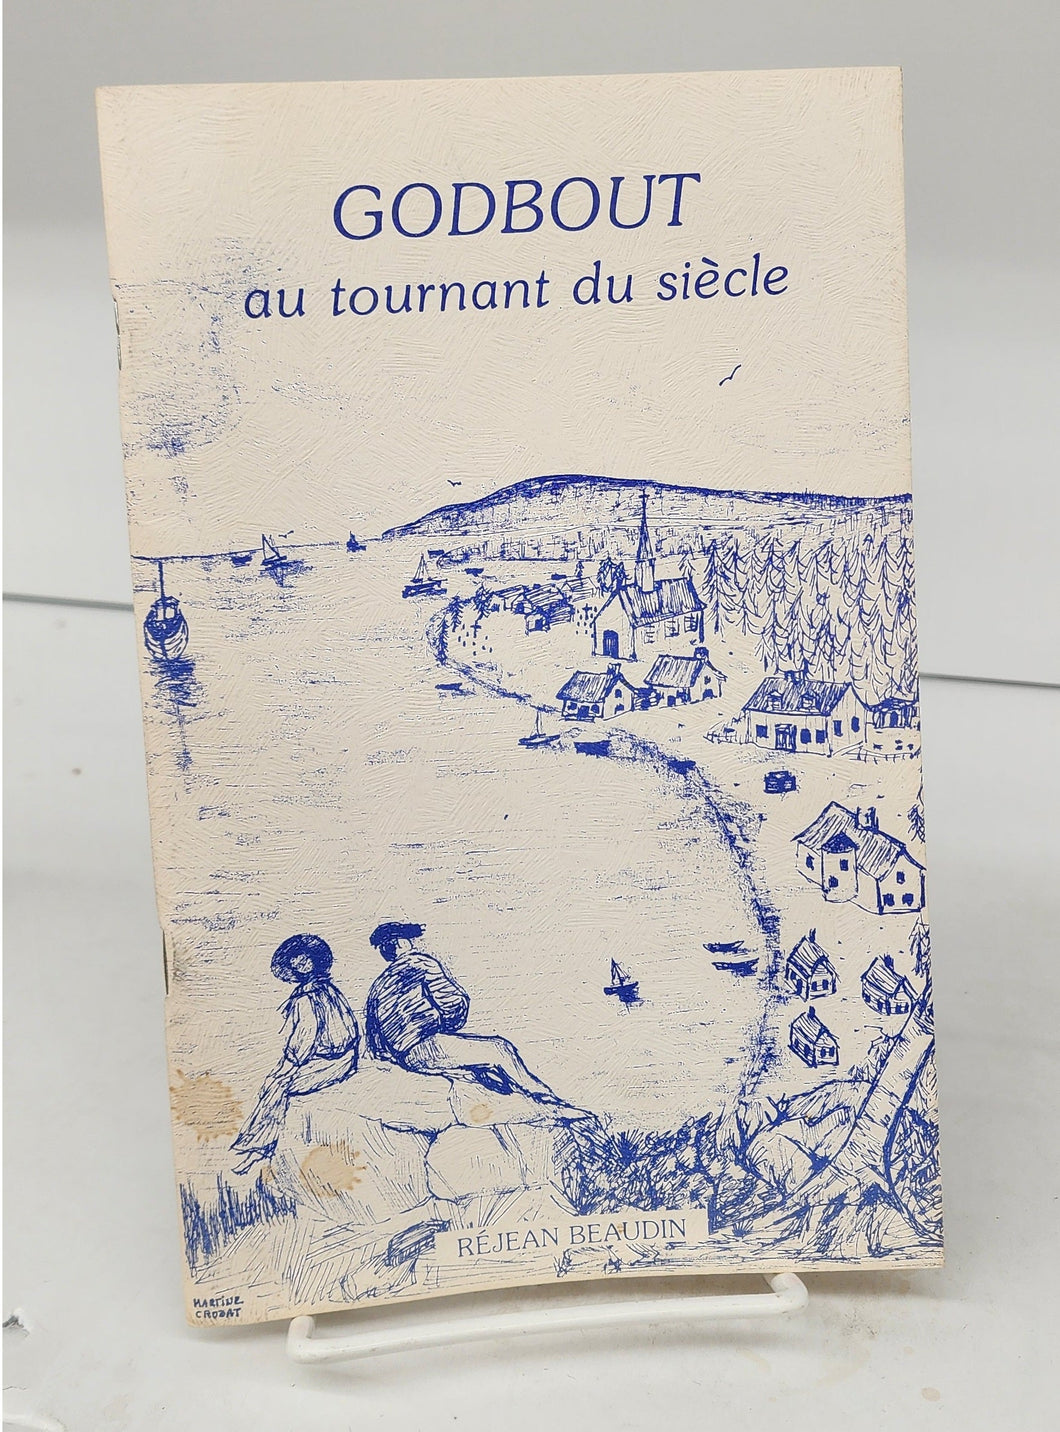 GODBOUT
au tournant du siècle
RÉJEAN BEAUDIN
MARTINE
CROZAT